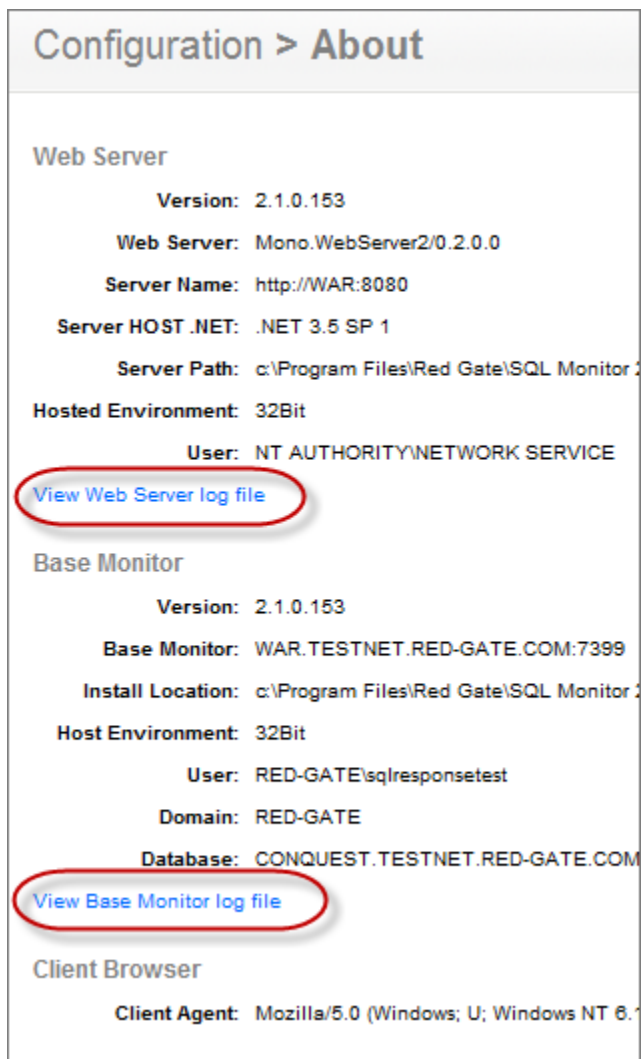 Configuration > About
Web Server
Version: 2.1.0.153
Web Server: Mono.WebServer2/0.2.0.0
Server Name: http://WAR:8080
Server HOST .NET: .NET 3.5 SP 1
Server Path: c:\Program Files\Red Gate\SQL Monitor
Hosted Environment: 32Bit
User: NT AUTHORITY\NETWORK SERVICE
View Web Server log file
Base Monitor
Version: 2.1.0.153
Base Monitor: WAR.TESTNET.RED-GATE.COM:7399
Install Location: c:\Program Files\Red Gate\SQL Monitor
Host Environment: 32Bit
User: RED-GATE\sqlresponsetest
Domain: RED-GATE
Database: CONQUEST.TESTNET.RED-GATE.COM
View Base Monitor log file
Client Browser
Client Agent: Mozilla/5.0 (Windows; U; Windows NT 6.1